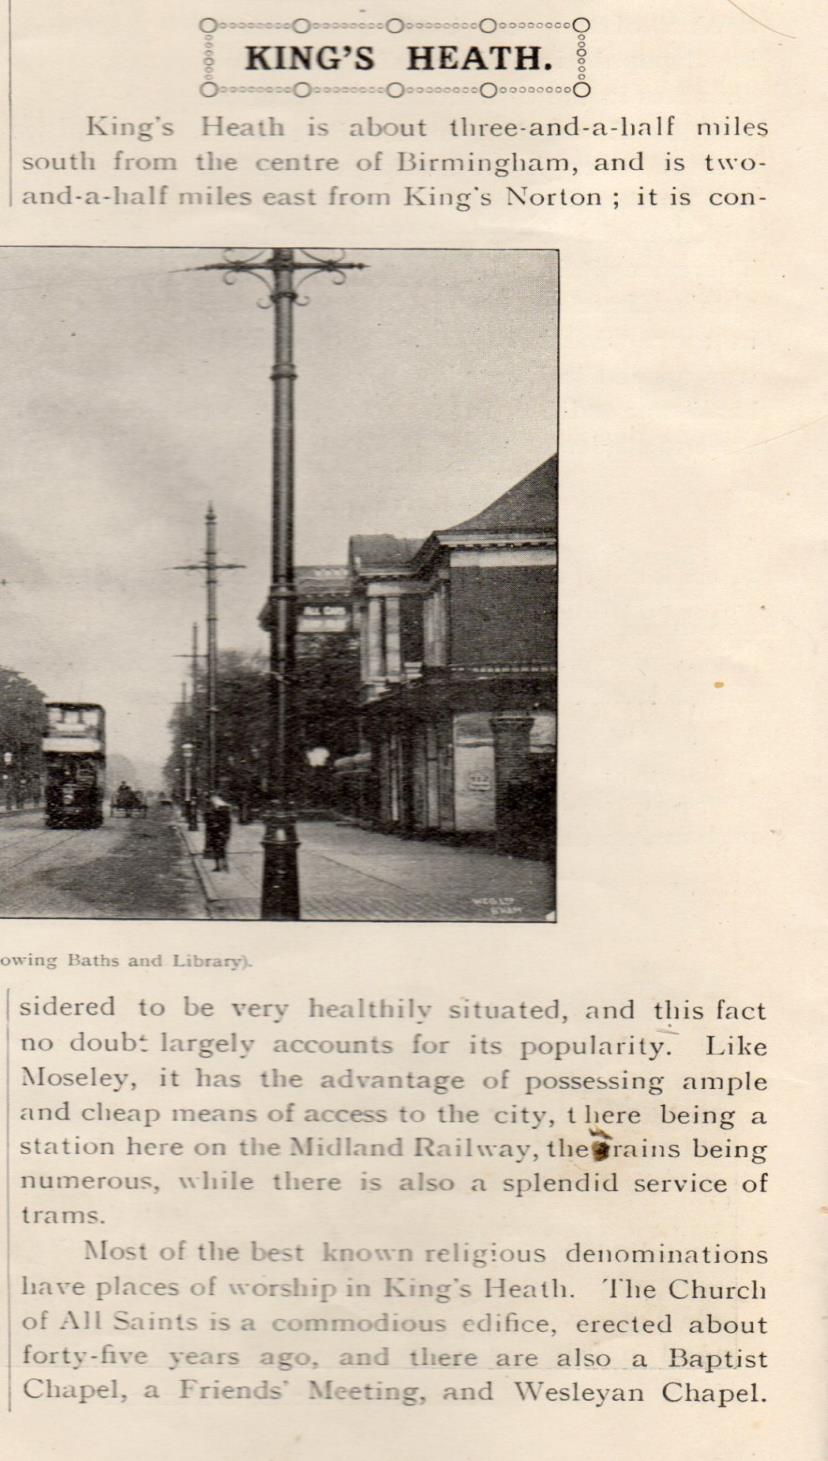 KING'S HEATH.
King's Heath is about three-and-a-half miles
south from the centre of Birmingham, and is two-
and-a-half miles east from King's Norton ; it is con-
ALL CARS
owing Baths and Library).
sidered to be very healthily situated, and this fact
no doubt largely accounts for its popularity. Like
Moseley, it has the advantage of possessing ample
and cheap means of access to the city, there being a
station here on the Midland Railway, the trains being
numerous, while there is also a splendid service of
trams.
Most of the best known religious denominations
have places of worship in King's Heath. The Church
of All Saints is a commodious edifice, erected about
forty-five years ago, and there are also a Baptist
Chapel, a Friends' Meeting, and Wesleyan Chapel.